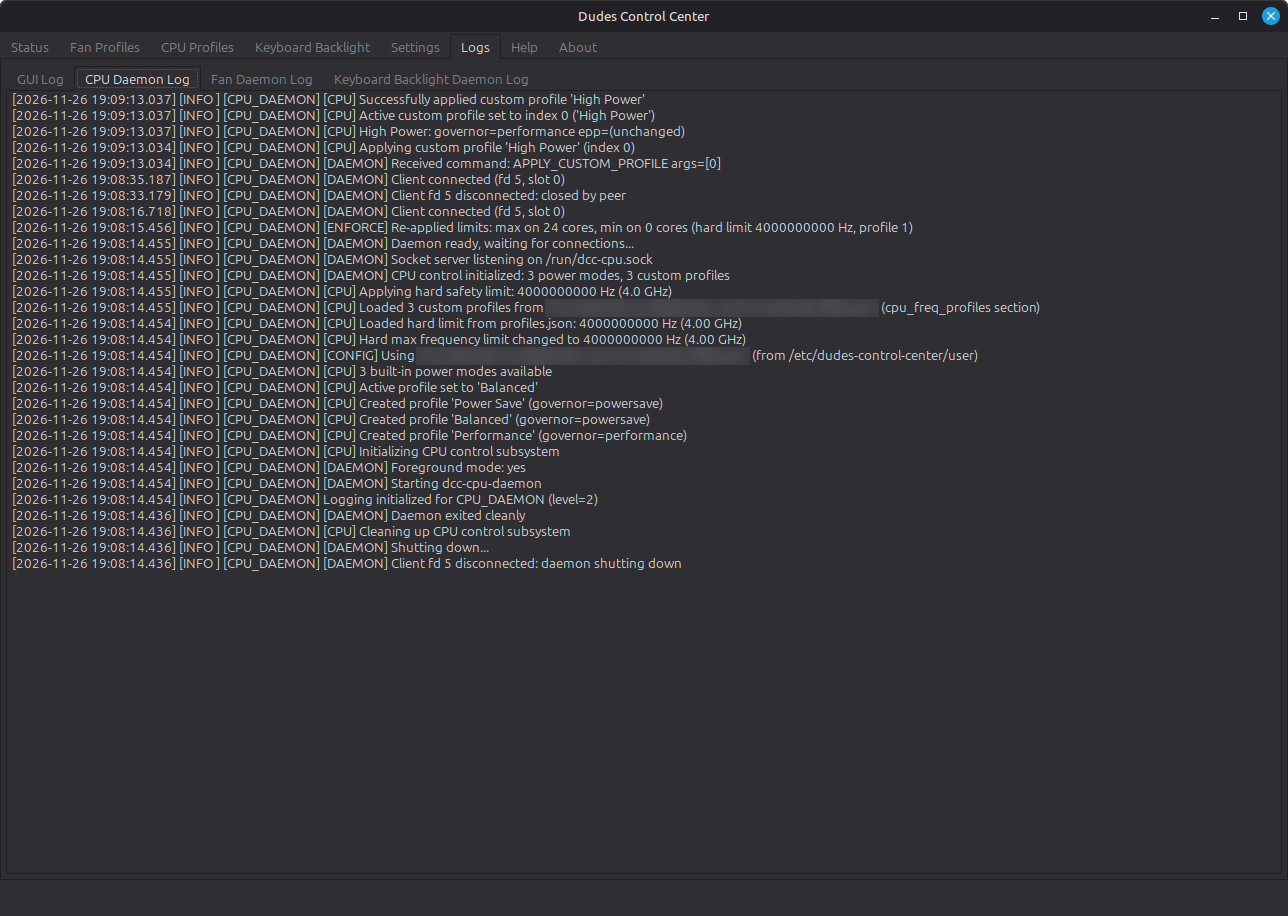 Dudes Control Center
Status Fan Profiles CPU Profiles Keyboard Backlight Settings Logs Help About
GUI Log CPU Daemon Log Fan Daemon Log Keyboard Backlight Daemon Log
[2026-11-26 19:09:13.037] [INFO ] [CPU_DAEMON] [CPU] Successfully applied custom profile 'High Power'
[2026-11-26 19:09:13.037] [INFO ] [CPU_DAEMON] [CPU] Active custom profile set to index 0 ('High Power')
[2026-11-26 19:09:13.037] [INFO ] [CPU_DAEMON] [CPU] High Power: governor=performance epp=(unchanged)
[2026-11-26 19:09:13.034] [INFO ] [CPU_DAEMON] [CPU] Applying custom profile 'High Power' (index 0)
[2026-11-26 19:09:13.034] [INFO ] [CPU_DAEMON] [DAEMON] Received command: APPLY_CUSTOM_PROFILE args=[0]
[2026-11-26 19:08:35.187] [INFO ] [CPU_DAEMON] [DAEMON] Client connected (fd 5, slot 0)
[2026-11-26 19:08:33.179] [INFO ] [CPU_DAEMON] [DAEMON] Client fd 5 disconnected: closed by peer
[2026-11-26 19:08:16.718] [INFO ] [CPU_DAEMON] [DAEMON] Client connected (fd 5, slot 0)
[2026-11-26 19:08:15.456] [INFO ] [CPU_DAEMON] [ENFORCE] Re-applied limits: max on 24 cores, min on 0 cores (hard limit 4000000000 Hz, profile 1)
[2026-11-26 19:08:14.455] [INFO ] [CPU_DAEMON] [DAEMON] Daemon ready, waiting for connections...
[2026-11-26 19:08:14.455] [INFO ] [CPU_DAEMON] [DAEMON] Socket server listening on /run/dcc-cpu.sock
[2026-11-26 19:08:14.455] [INFO ] [CPU_DAEMON] [DAEMON] CPU control initialized: 3 power modes, 3 custom profiles
[2026-11-26 19:08:14.455] [INFO ] [CPU_DAEMON] [CPU] Applying hard safety limit: 4000000000 Hz (4.0 GHz)
[2026-11-26 19:08:14.455] [INFO ] [CPU_DAEMON] [CPU] Loaded 3 custom profiles from (cpu_freq_profiles section)
[2026-11-26 19:08:14.454] [INFO ] [CPU_DAEMON] [CPU] Loaded hard limit from profiles.json: 4000000000 Hz (4.00 GHz)
[2026-11-26 19:08:14.454] [INFO ] [CPU_DAEMON] [CPU] Hard max frequency limit changed to 4000000000 Hz (4.00 GHz)
[2026-11-26 19:08:14.454] [INFO ] [CPU_DAEMON] [CONFIG] Using (from /etc/dudes-control-center/user)
[2026-11-26 19:08:14.454] [INFO ] [CPU_DAEMON] [CPU] 3 built-in power modes available
[2026-11-26 19:08:14.454] [INFO ] [CPU_DAEMON] [CPU] Active profile set to 'Balanced'
[2026-11-26 19:08:14.454] [INFO ] [CPU_DAEMON] [CPU] Created profile 'Power Save' (governor=powersave)
[2026-11-26 19:08:14.454] [INFO ] [CPU_DAEMON] [CPU] Created profile 'Balanced' (governor=powersave)
[2026-11-26 19:08:14.454] [INFO ] [CPU_DAEMON] [CPU] Created profile 'Performance' (governor=performance)
[2026-11-26 19:08:14.454] [INFO ] [CPU_DAEMON] [CPU] Initializing CPU control subsystem
[2026-11-26 19:08:14.454] [INFO ] [CPU_DAEMON] [DAEMON] Foreground mode: yes
[2026-11-26 19:08:14.454] [INFO ] [CPU_DAEMON] [DAEMON] Starting dcc-cpu-daemon
[2026-11-26 19:08:14.454] [INFO ] [CPU_DAEMON] Logging initialized for CPU_DAEMON (level=2)
[2026-11-26 19:08:14.436] [INFO ] [CPU_DAEMON] [DAEMON] Daemon exited cleanly
[2026-11-26 19:08:14.436] [INFO ] [CPU_DAEMON] [CPU] Cleaning up CPU control subsystem
[2026-11-26 19:08:14.436] [INFO ] [CPU_DAEMON] [DAEMON] Shutting down...
[2026-11-26 19:08:14.436] [INFO ] [CPU_DAEMON] [DAEMON] Client fd 5 disconnected: daemon shutting down